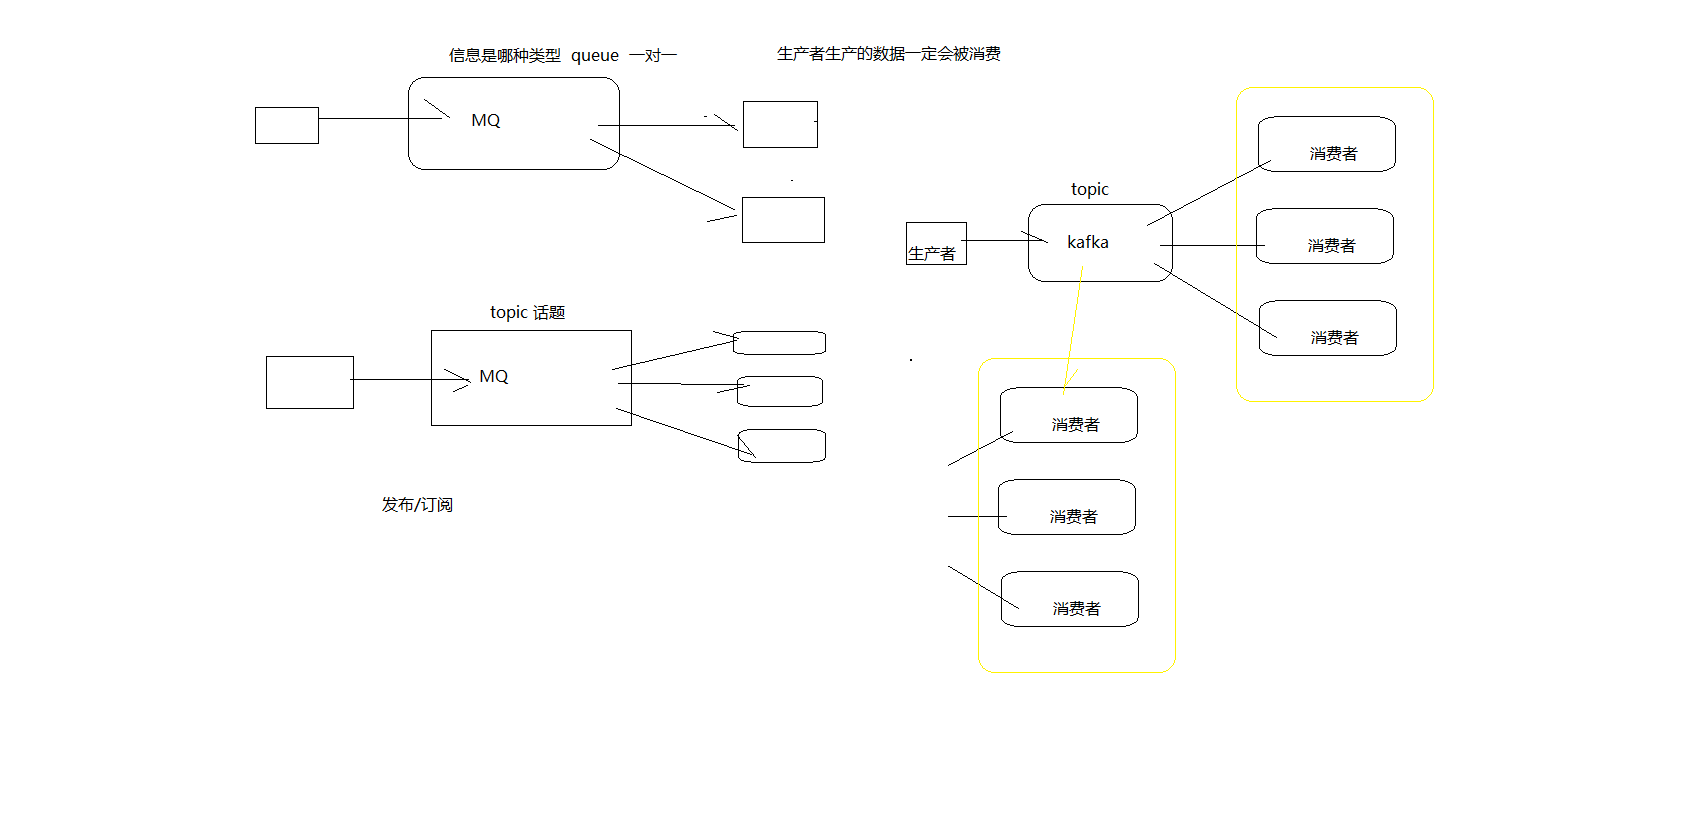 信息是哪种类型 queue 一对一
生产者生产的数据一定会被消费
MQ
topic 话题
MQ
发布/订阅
topic
生产者
kafka
消费者
消费者
消费者
消费者
消费者
消费者